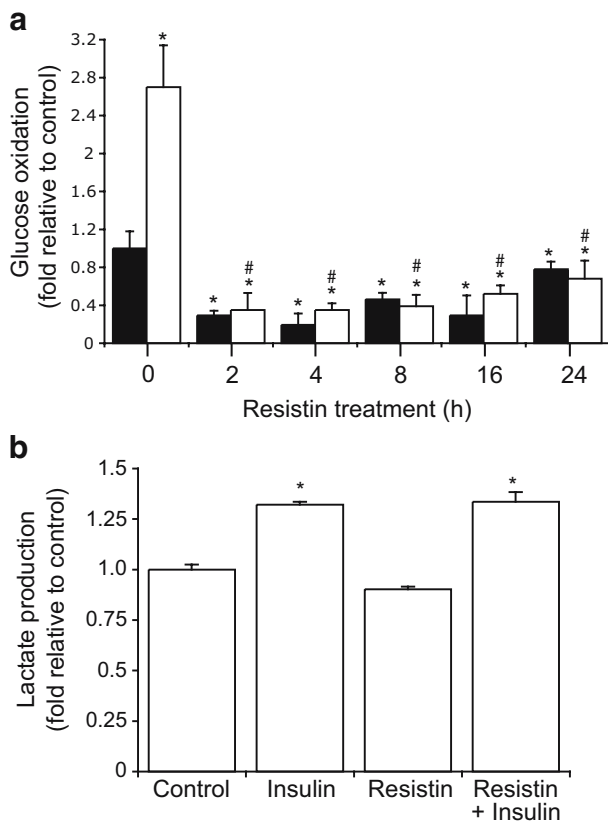 a
Glucose oxidation
(fold relative to control)
3.2
2.8
2.4
2
1.6
1.2
0.8
0.4
0
*
* # *
* # *
* # *
* # *
* # *
0 2 4 8 16 24
Resistin treatment (h)
b
Lactate production
(fold relative to control)
1.5
1.25
1.0
0.75
0.5
0.25
0
*
*
Control Insulin Resistin Resistin
+ Insulin